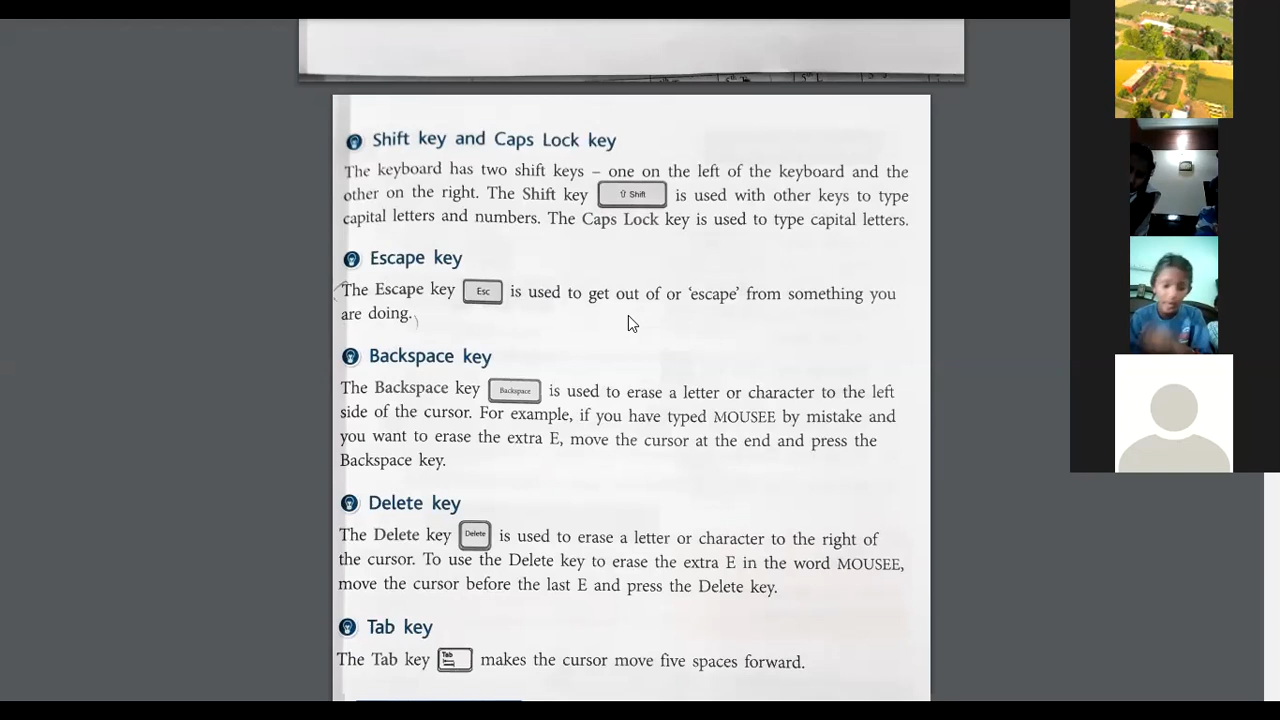 Shift key and Caps Lock key
The keyboard has two shift keys – one on the left of the keyboard and the
other on the right. The Shift key ⇧ Shift is used with other keys to type
capital letters and numbers. The Caps Lock key is used to type capital letters.
Escape key
The Escape key Esc is used to get out of or ‘escape’ from something you
are doing.
Backspace key
The Backspace key Backspace is used to erase a letter or character to the left
side of the cursor. For example, if you have typed MOUSEE by mistake and
you want to erase the extra E, move the cursor at the end and press the
Backspace key.
Delete key
The Delete key Delete is used to erase a letter or character to the right of
the cursor. To use the Delete key to erase the extra E in the word MOUSEE,
move the cursor before the last E and press the Delete key.
Tab key
The Tab key Tab makes the cursor move five spaces forward.